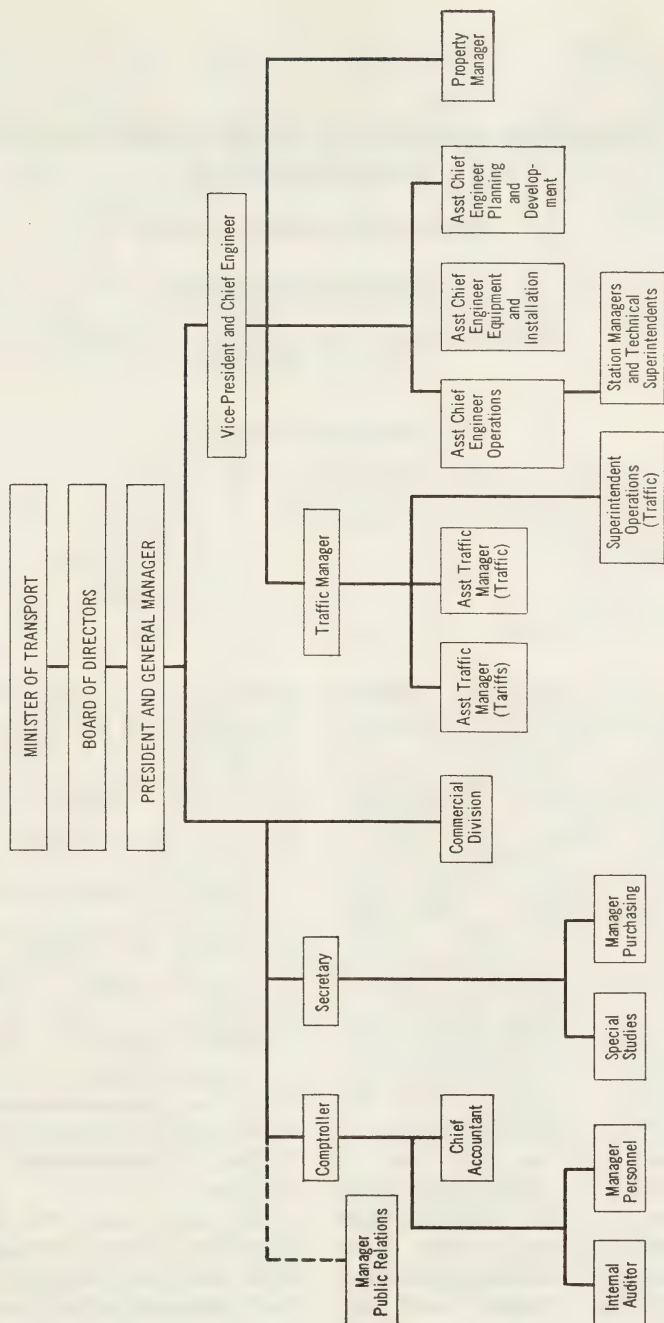 MINISTER OF TRANSPORT
BOARD OF DIRECTORS
PRESIDENT AND GENERAL MANAGER
Vice-President and Chief Engineer
Comptroller
Secretary
Traffic Manager
Manager
Public Relations
Chief
Accountant
Commercial
Division
Asst Traffic
Manager
(Tariffs)
Asst Traffic
Manager
(Traffic)
Asst Chief
Engineer
Operations
Asst Chief
Engineer
Equipment
and
Installation
Asst Chief
Engineer
Planning
and
Develop-
ment
Property
Manager
Internal
Auditor
Manager
Personnel
Special
Studies
Manager
Purchasing
Superintendent
Operations
(Traffic)
Station Managers
and Technical
Superintendents